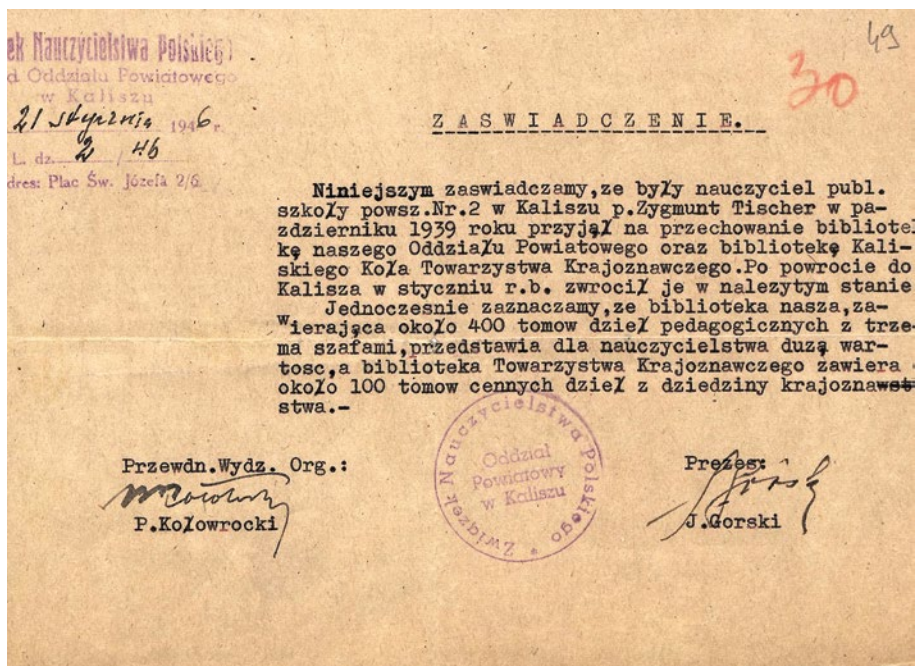 49
30
ek Nauczycielstwa Polskiego
d Oddziału Powiatowego
w Kaliszu
21 stycznia 1946 r.
L. dz. 2 / 46
dres: Plac Św. Józefa 2/6
ZASWIADCZENIE.
Niniejszym zaswiadczamy,ze były nauczyciel publ.
szkoły powsz.Nr.2 w Kaliszu p.Zygmunt Tischer w pa-
zdzierniku 1939 roku przyjął na przechowanie bibliotek
kę naszego Oddziału Powiatowego oraz bibliotekę Kali-
skiego Koła Towarzystwa Krajoznawczego.Po powrocie do
Kalisza w styczniu r.b. zwrocił je w nalezytym stanie
Jednoczesnie zaznaczamy,ze biblioteka nasza,za-
wierająca około 400 tomow dzieł pedagogicznych z trze-
ma szafami,przedstawia dla nauczycielstwa duzą war-
tosc,a biblioteka Towarzystwa Krajoznawczego zawiera
około 100 tomow cennych dzieł z dziedziny krajoznawst
stwa.-
Związek Nauczycielstwa Polskiego *
Oddział
Powiatowy
w Kaliszu
Przewdn.Wydz. Org.:
P.Kołowrocki
Prezes:
J.Gorski